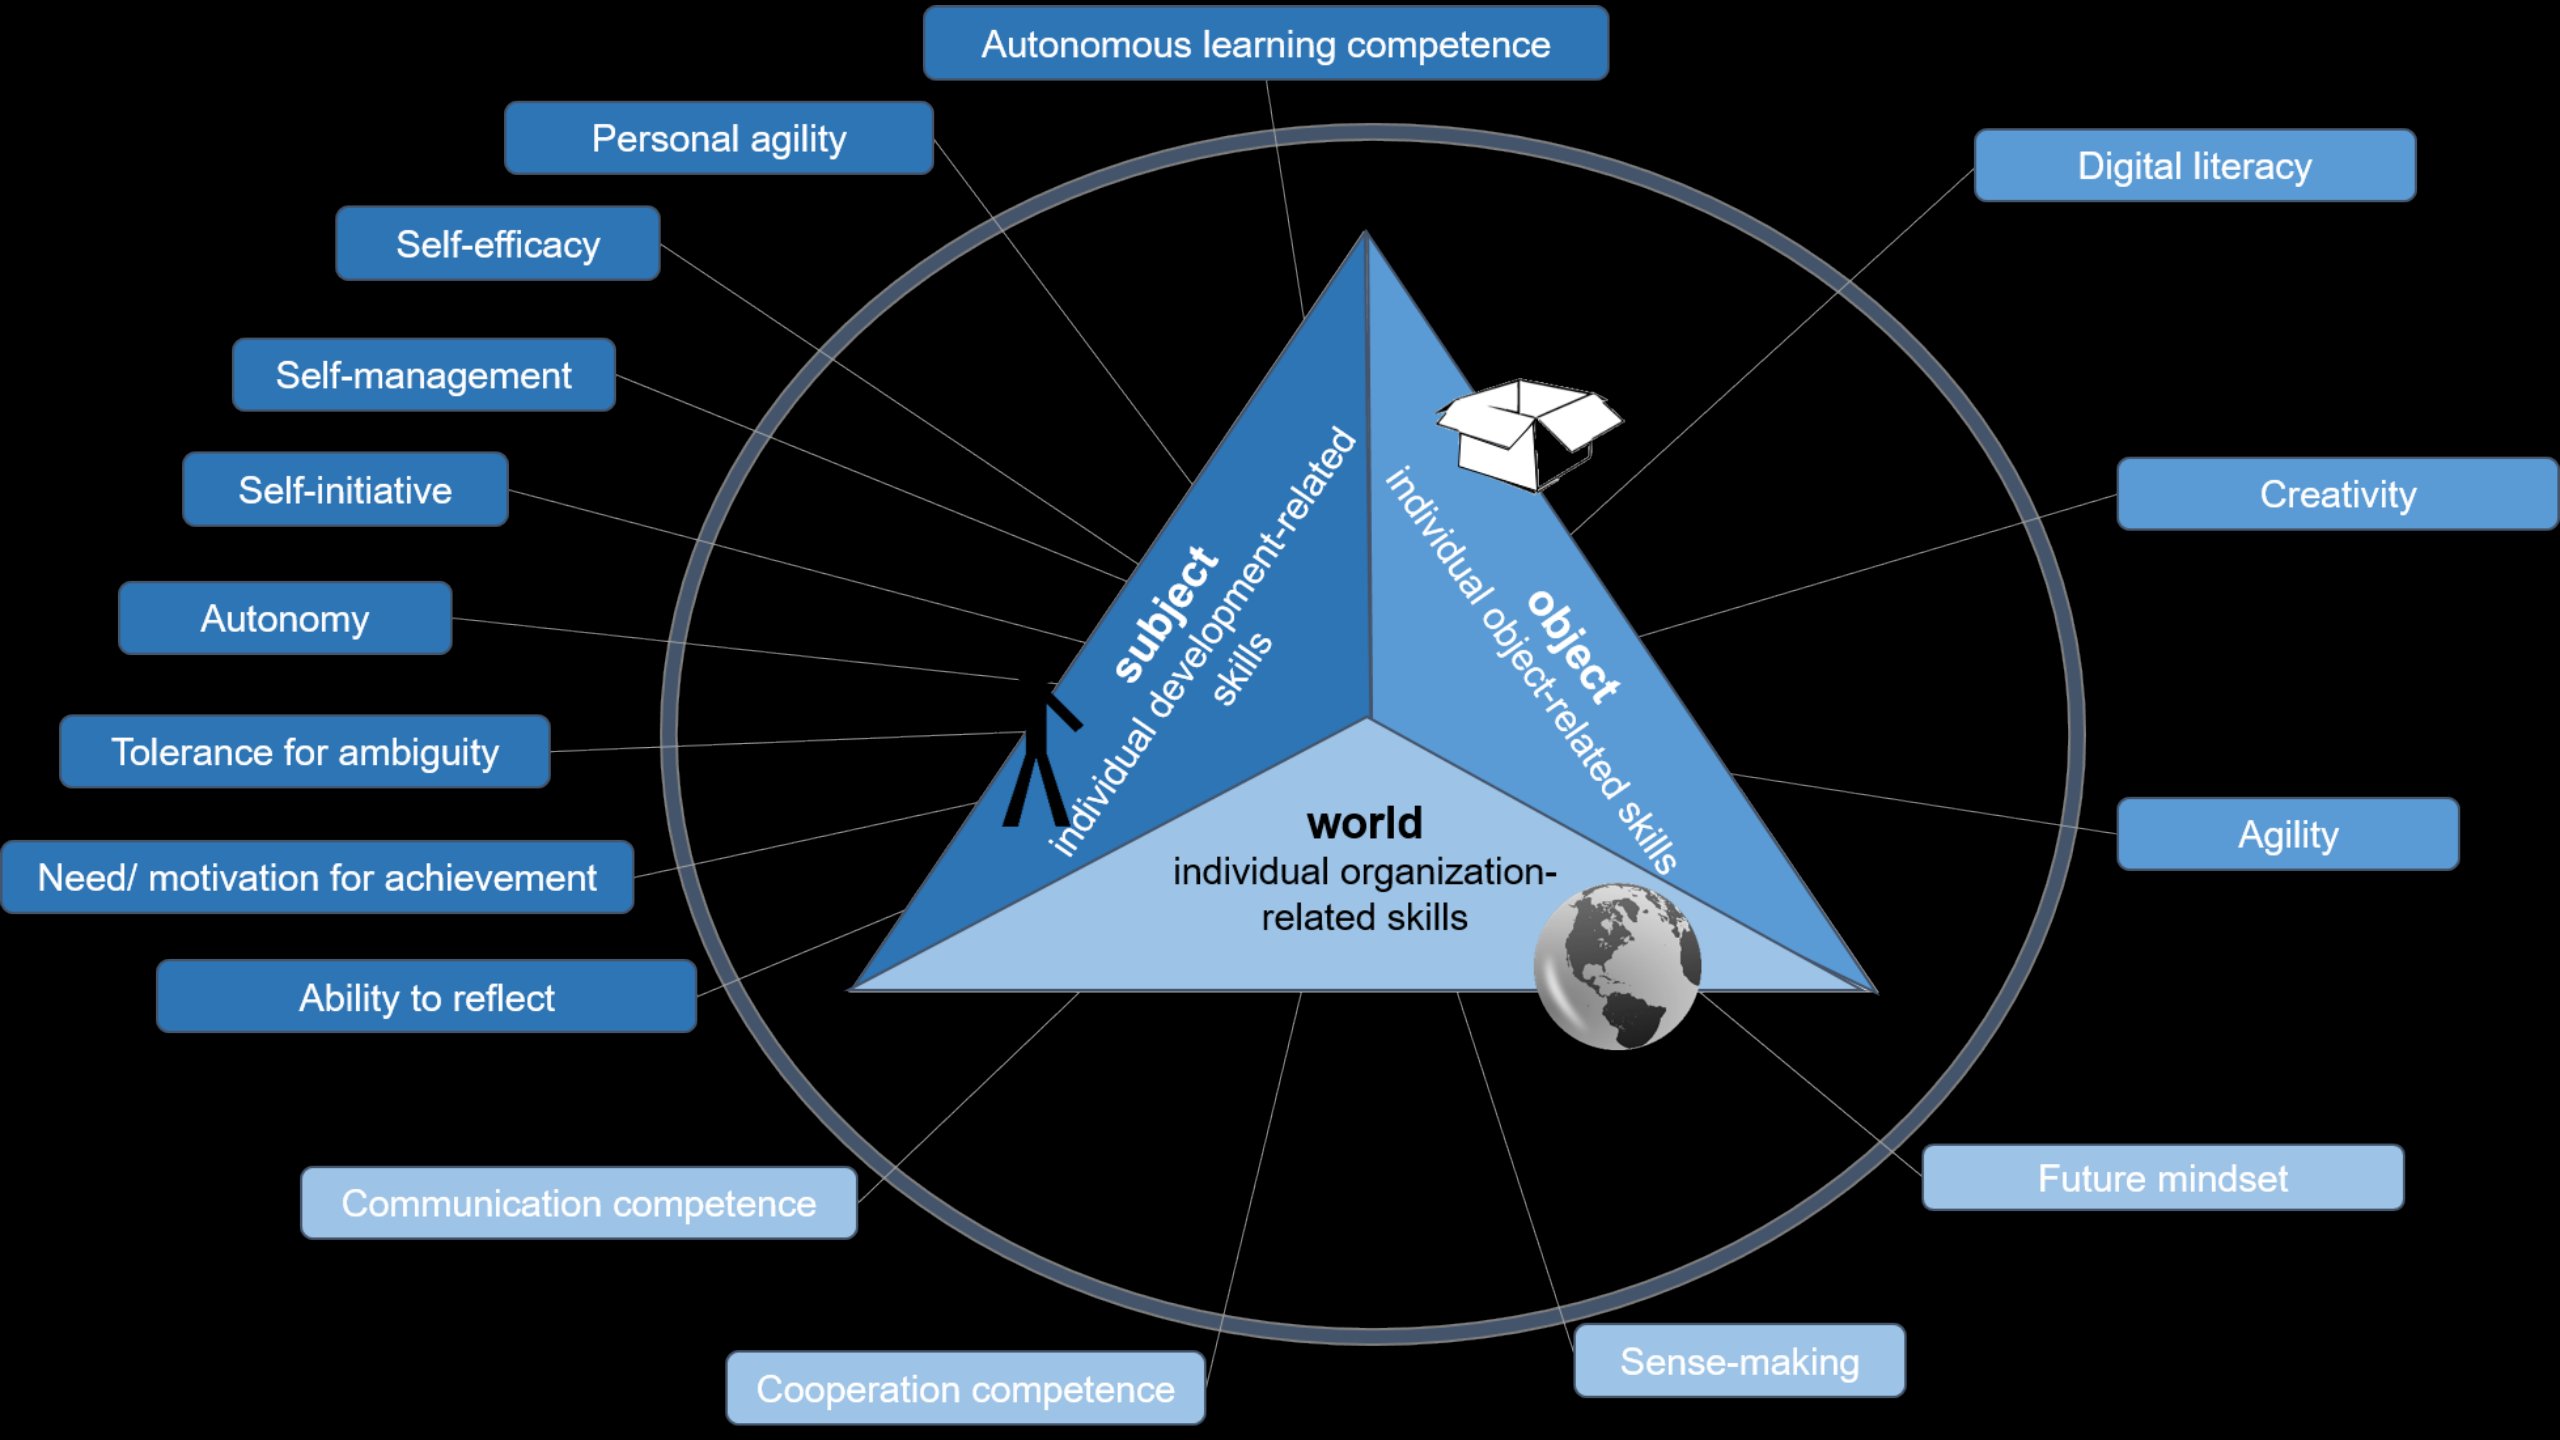 Autonomous learning competence
Personal agility
Digital literacy
Self-efficacy
Self-management
Self-initiative
Creativity
Autonomy
Tolerance for ambiguity
Agility
Need/ motivation for achievement
Ability to reflect
subject
individual development-related
skills
object
individual object-related skills
world
individual organization-
related skills
Communication competence
Future mindset
Cooperation competence
Sense-making